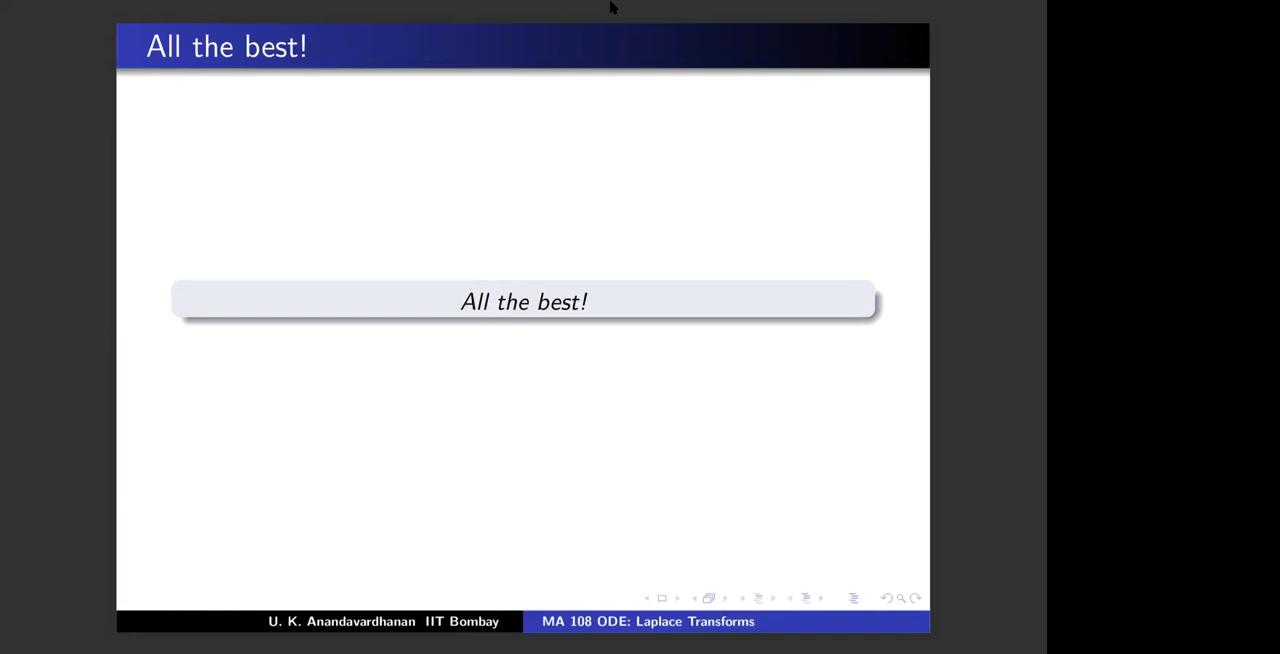 All the best!
All the best!
U. K. Anandavardhanan IIT Bombay
MA 108 ODE: Laplace Transforms